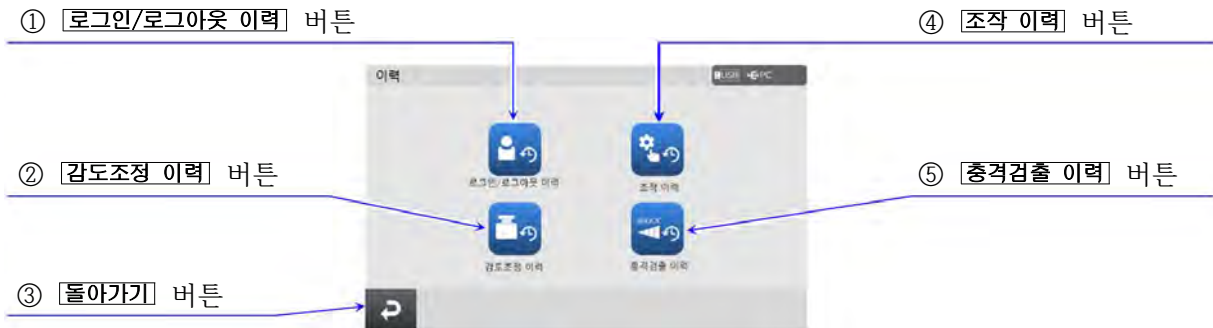 ① 로그인/로그아웃 이력 버튼
④ 조작 이력 버튼
이력
USB PC
로그인/로그아웃 이력
조작 이력
② 감도조정 이력 버튼
⑤ 충격검출 이력 버튼
감도조정 이력
충격검출 이력
③ 돌아가기 버튼